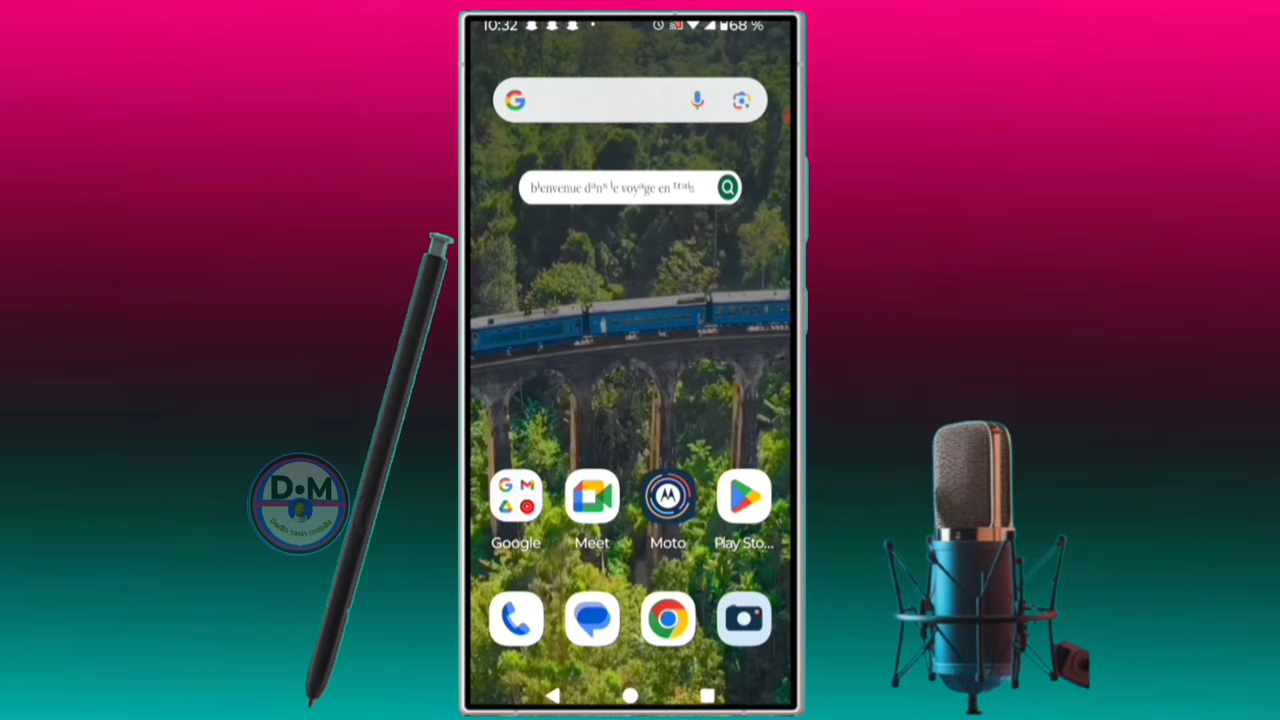 10:32
68 %
bienvenue dans le voyage en train
Google
Meet
Moto
Play Sto...
D•M